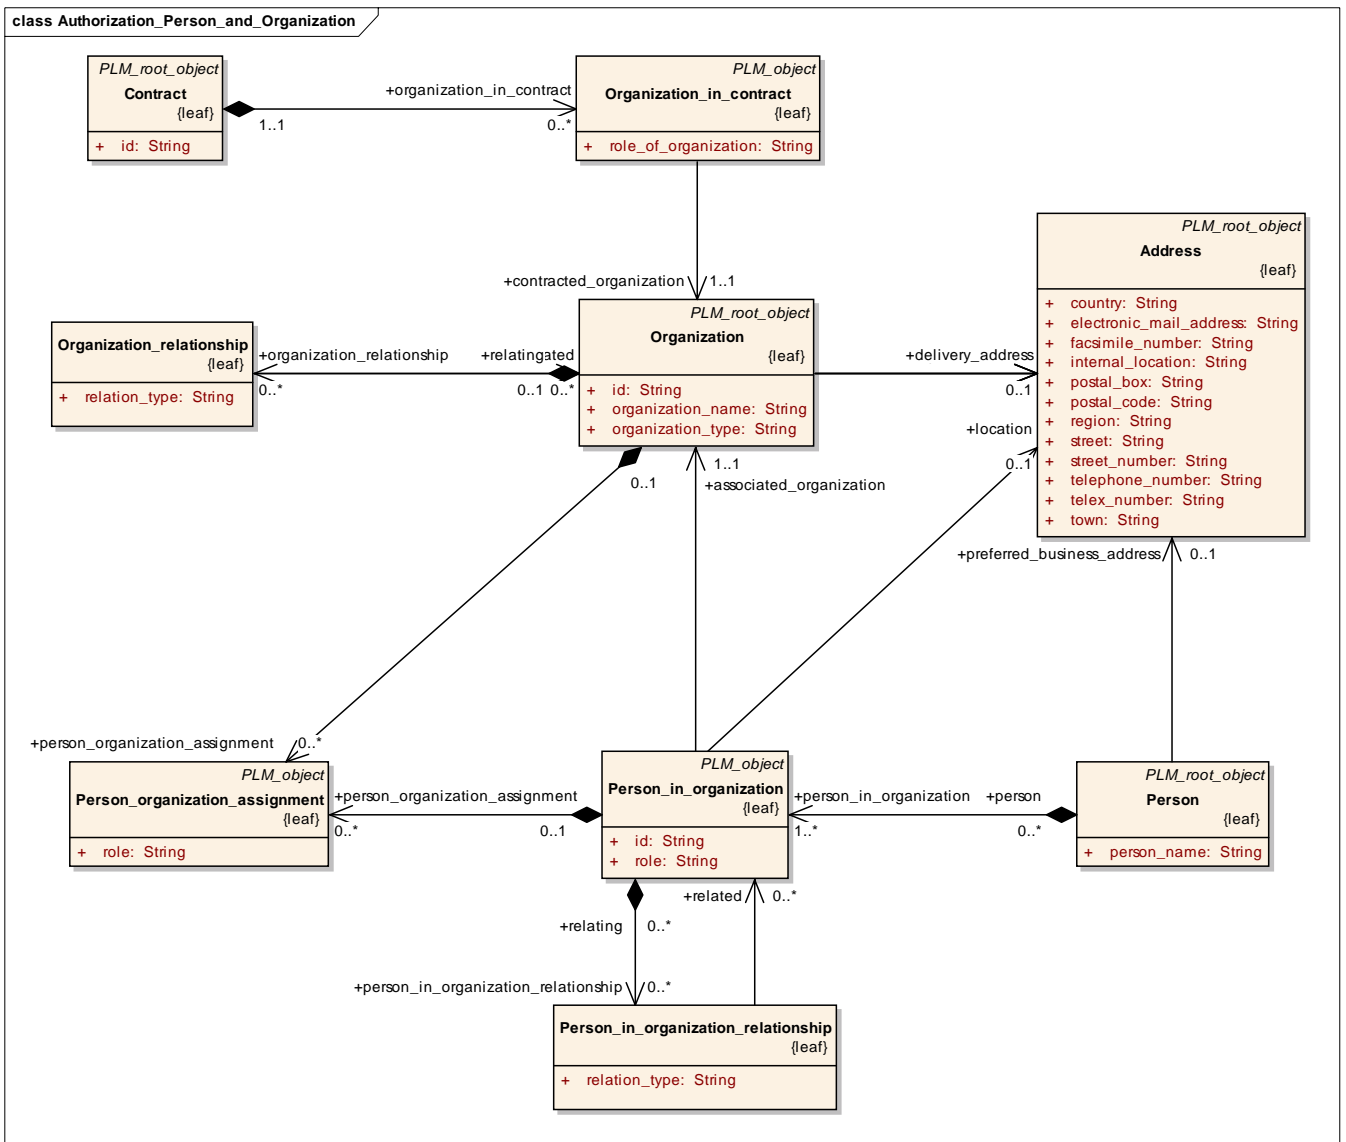 class Authorization_Person_and_Organization
PLM_root_object
Contract
{leaf}
+ id: String
+organization_in_contract
1..1
0..*
PLM_object
Organization_in_contract
{leaf}
+ role_of_organization: String
+contracted_organization
1..1
PLM_root_object
Address
{leaf}
+ country: String
+ electronic_mail_address: String
+ facsimile_number: String
+ internal_location: String
+ postal_box: String
+ postal_code: String
+ region: String
+ street: String
+ street_number: String
+ telephone_number: String
+ telex_number: String
+ town: String
Organization_relationship
{leaf}
+ relation_type: String
+organization_relationship
0..*
+relatingated
0..1 0..*
PLM_root_object
Organization
{leaf}
+ id: String
+ organization_name: String
+ organization_type: String
+delivery_address
0..1
+location
0..1
0..1
1..1
+associated_organization
+preferred_business_address
0..1
+person_organization_assignment
0..*
PLM_object
Person_organization_assignment
{leaf}
+ role: String
+person_organization_assignment
0..*
0..1
PLM_object
Person_in_organization
{leaf}
+ id: String
+ role: String
+person_in_organization
1..*
+person
0..*
PLM_root_object
Person
{leaf}
+ person_name: String
+relating
0..*
+related
0..*
+person_in_organization_relationship
0..*
Person_in_organization_relationship
{leaf}
+ relation_type: String